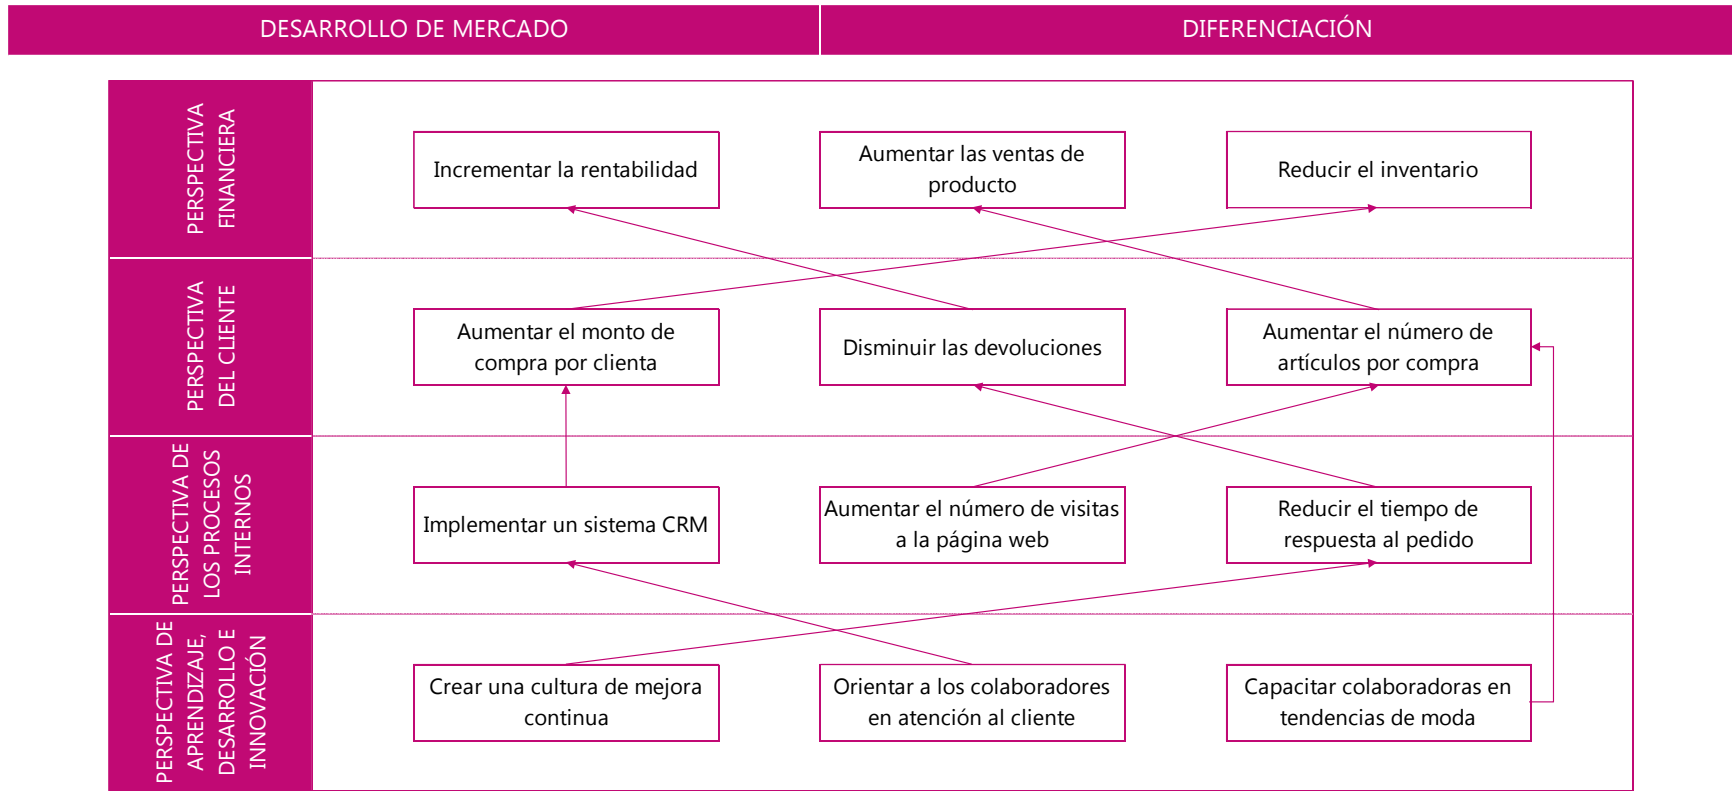 DESARROLLO DE MERCADO
DIFERENCIACIÓN
PERSPECTIVA
FINANCIERA
Incrementar la rentabilidad
Aumentar las ventas de
producto
Reducir el inventario
PERSPECTIVA
DEL CLIENTE
Aumentar el monto de
compra por clienta
Disminuir las devoluciones
Aumentar el número de
artículos por compra
PERSPECTIVA DE
LOS PROCESOS
INTERNOS
Implementar un sistema CRM
Aumentar el número de visitas
a la página web
Reducir el tiempo de
respuesta al pedido
PERSPECTIVA DE
APRENDIZAJE,
DESARROLLO E
INNOVACIÓN
Crear una cultura de mejora
continua
Orientar a los colaboradores
en atención al cliente
Capacitar colaboradoras en
tendencias de moda